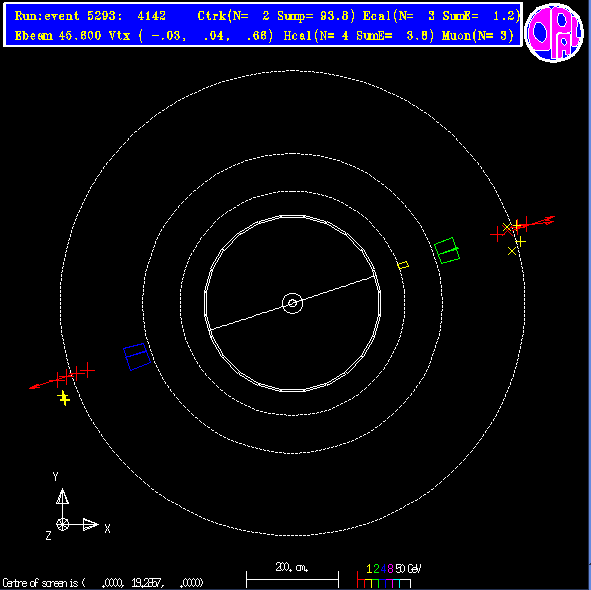 Run:event 5293: 4142 Ctrk(N= 2 Sump= 93.8) Ecal(N= 3 SumE= 1.2)
Ebeam 45.600 Vtx ( -.03, .04, .66) Hcal(N= 4 SumE= 3.8) Muon(N= 3)
OPAL
Y
X
Z
200. cm.
1 2 4 8 50 GeV
Centre of screen is ( .0000, 19.2857, .0000)